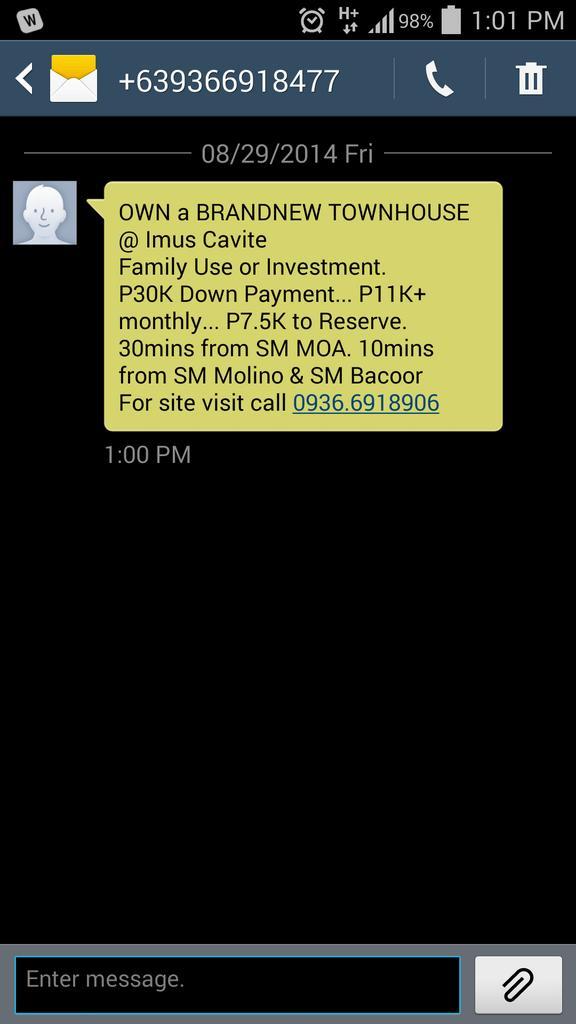 W H+ 98% 1:01 PM
+639366918477
08/29/2014 Fri
OWN a BRANDNEW TOWNHOUSE
@ Imus Cavite
Family Use or Investment.
P30K Down Payment... P11K+
monthly... P7.5K to Reserve.
30mins from SM MOA. 10mins
from SM Molino & SM Bacoor
For site visit call 0936.6918906
1:00 PM
Enter message.